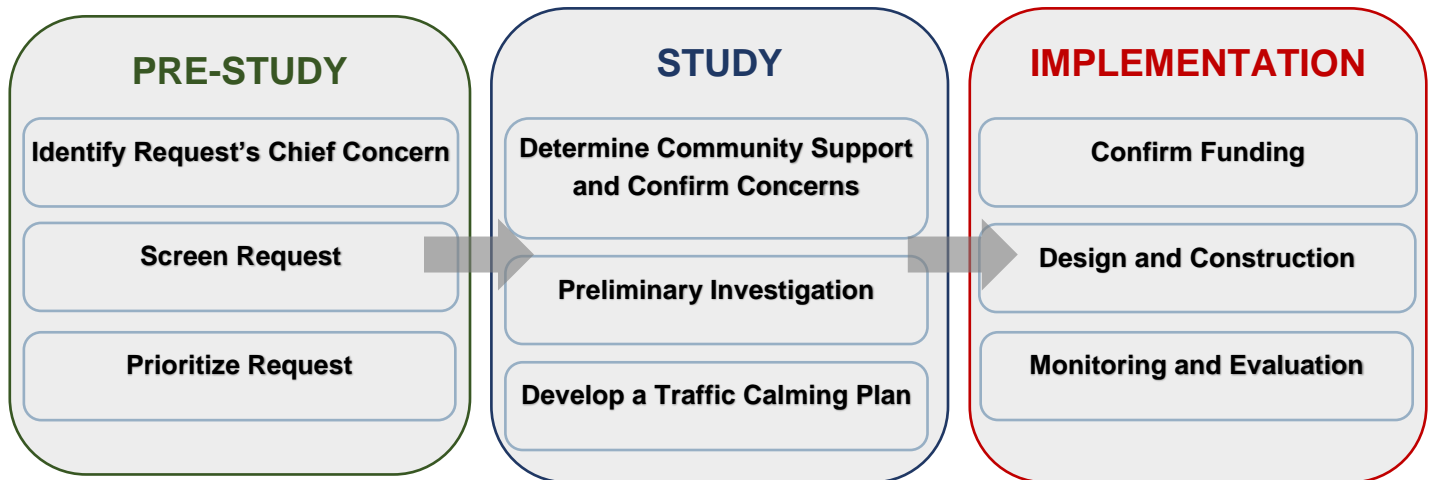 PRE-STUDY
Identify Request’s Chief Concern
Screen Request
Prioritize Request
STUDY
Determine Community Support
and Confirm Concerns
Preliminary Investigation
Develop a Traffic Calming Plan
IMPLEMENTATION
Confirm Funding
Design and Construction
Monitoring and Evaluation